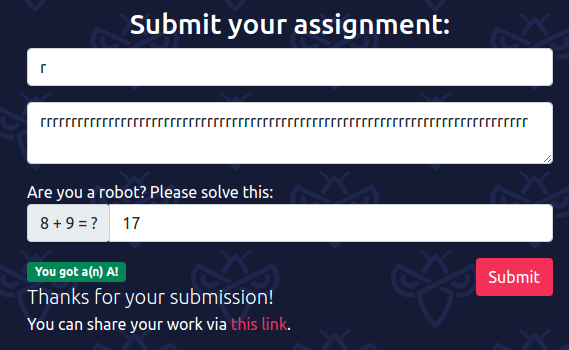 Submit your assignment:
r
rrrrrrrrrrrrrrrrrrrrrrrrrrrrrrrrrrrrrrrrrrrrrrrrrrrrrrrrrrrrrrrrrrrrrrrrrrrrrrrr
Are you a robot? Please solve this:
8 + 9 = ? 17
You got a(n) A!
Submit
Thanks for your submission!
You can share your work via this link.